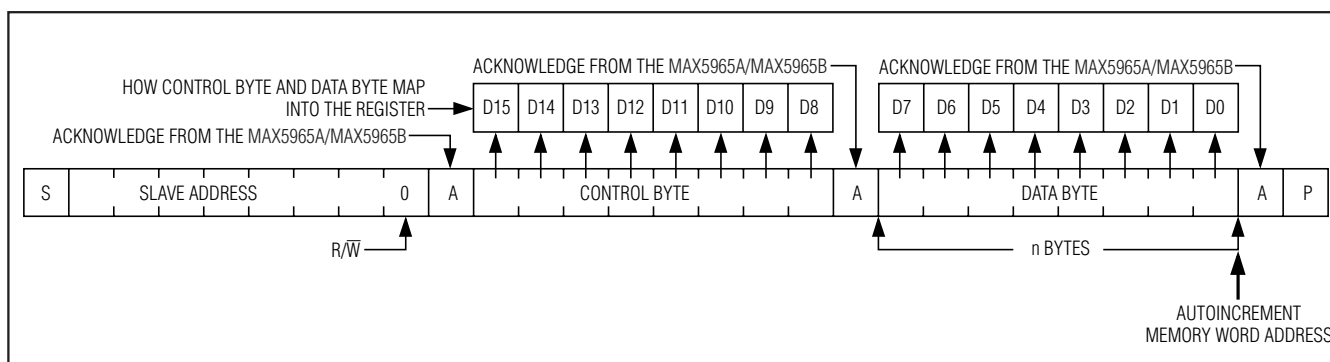 ACKNOWLEDGE FROM THE MAX5965A/MAX5965B
ACKNOWLEDGE FROM THE MAX5965A/MAX5965B
HOW CONTROL BYTE AND DATA BYTE MAP
INTO THE REGISTER
D15 D14 D13 D12 D11 D10 D9 D8
D7 D6 D5 D4 D3 D2 D1 D0
ACKNOWLEDGE FROM THE MAX5965A/MAX5965B
S SLAVE ADDRESS 0 A CONTROL BYTE A DATA BYTE A P
R/W̅
n BYTES
AUTOINCREMENT
MEMORY WORD ADDRESS